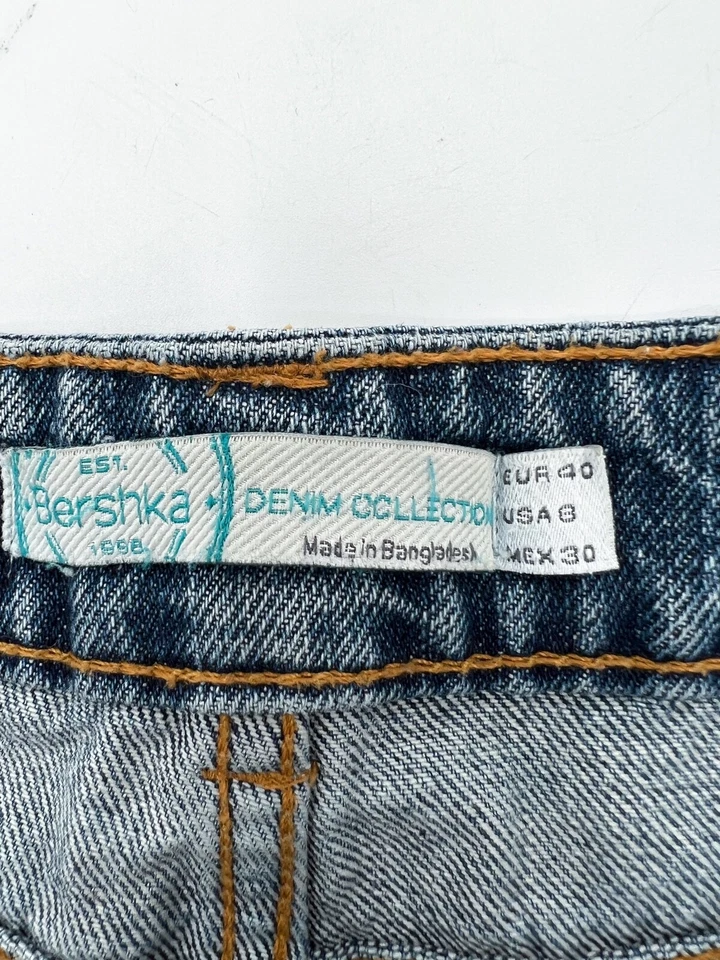 EST.
Bershka
1998
DENIM COLLECTION
Made in Bangladesh
EUR 40
USA 8
MEX 30